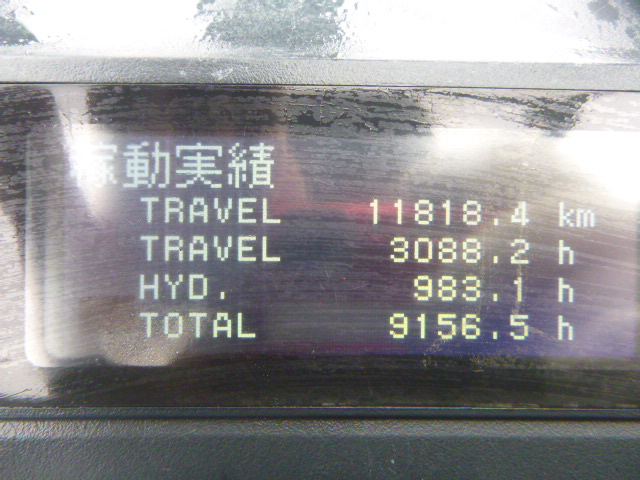 稼動実績
TRAVEL 11818.4 km
TRAVEL 3088.2 h
HYD. 983.1 h
TOTAL 9156.5 h